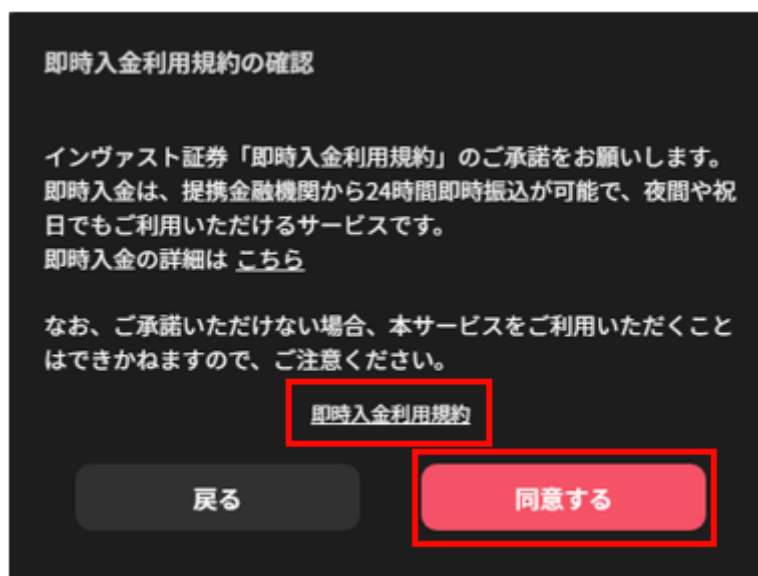 即時入金利用規約の確認
インヴァスト証券「即時入金利用規約」のご承諾をお願いします。
即時入金は、提携金融機関から24時間即時振込が可能で、夜間や祝
日でもご利用いただけるサービスです。
即時入金の詳細は こちら
なお、ご承諾いただけない場合、本サービスをご利用いただくこと
はできかねますので、ご注意ください。
即時入金利用規約
戻る
同意する